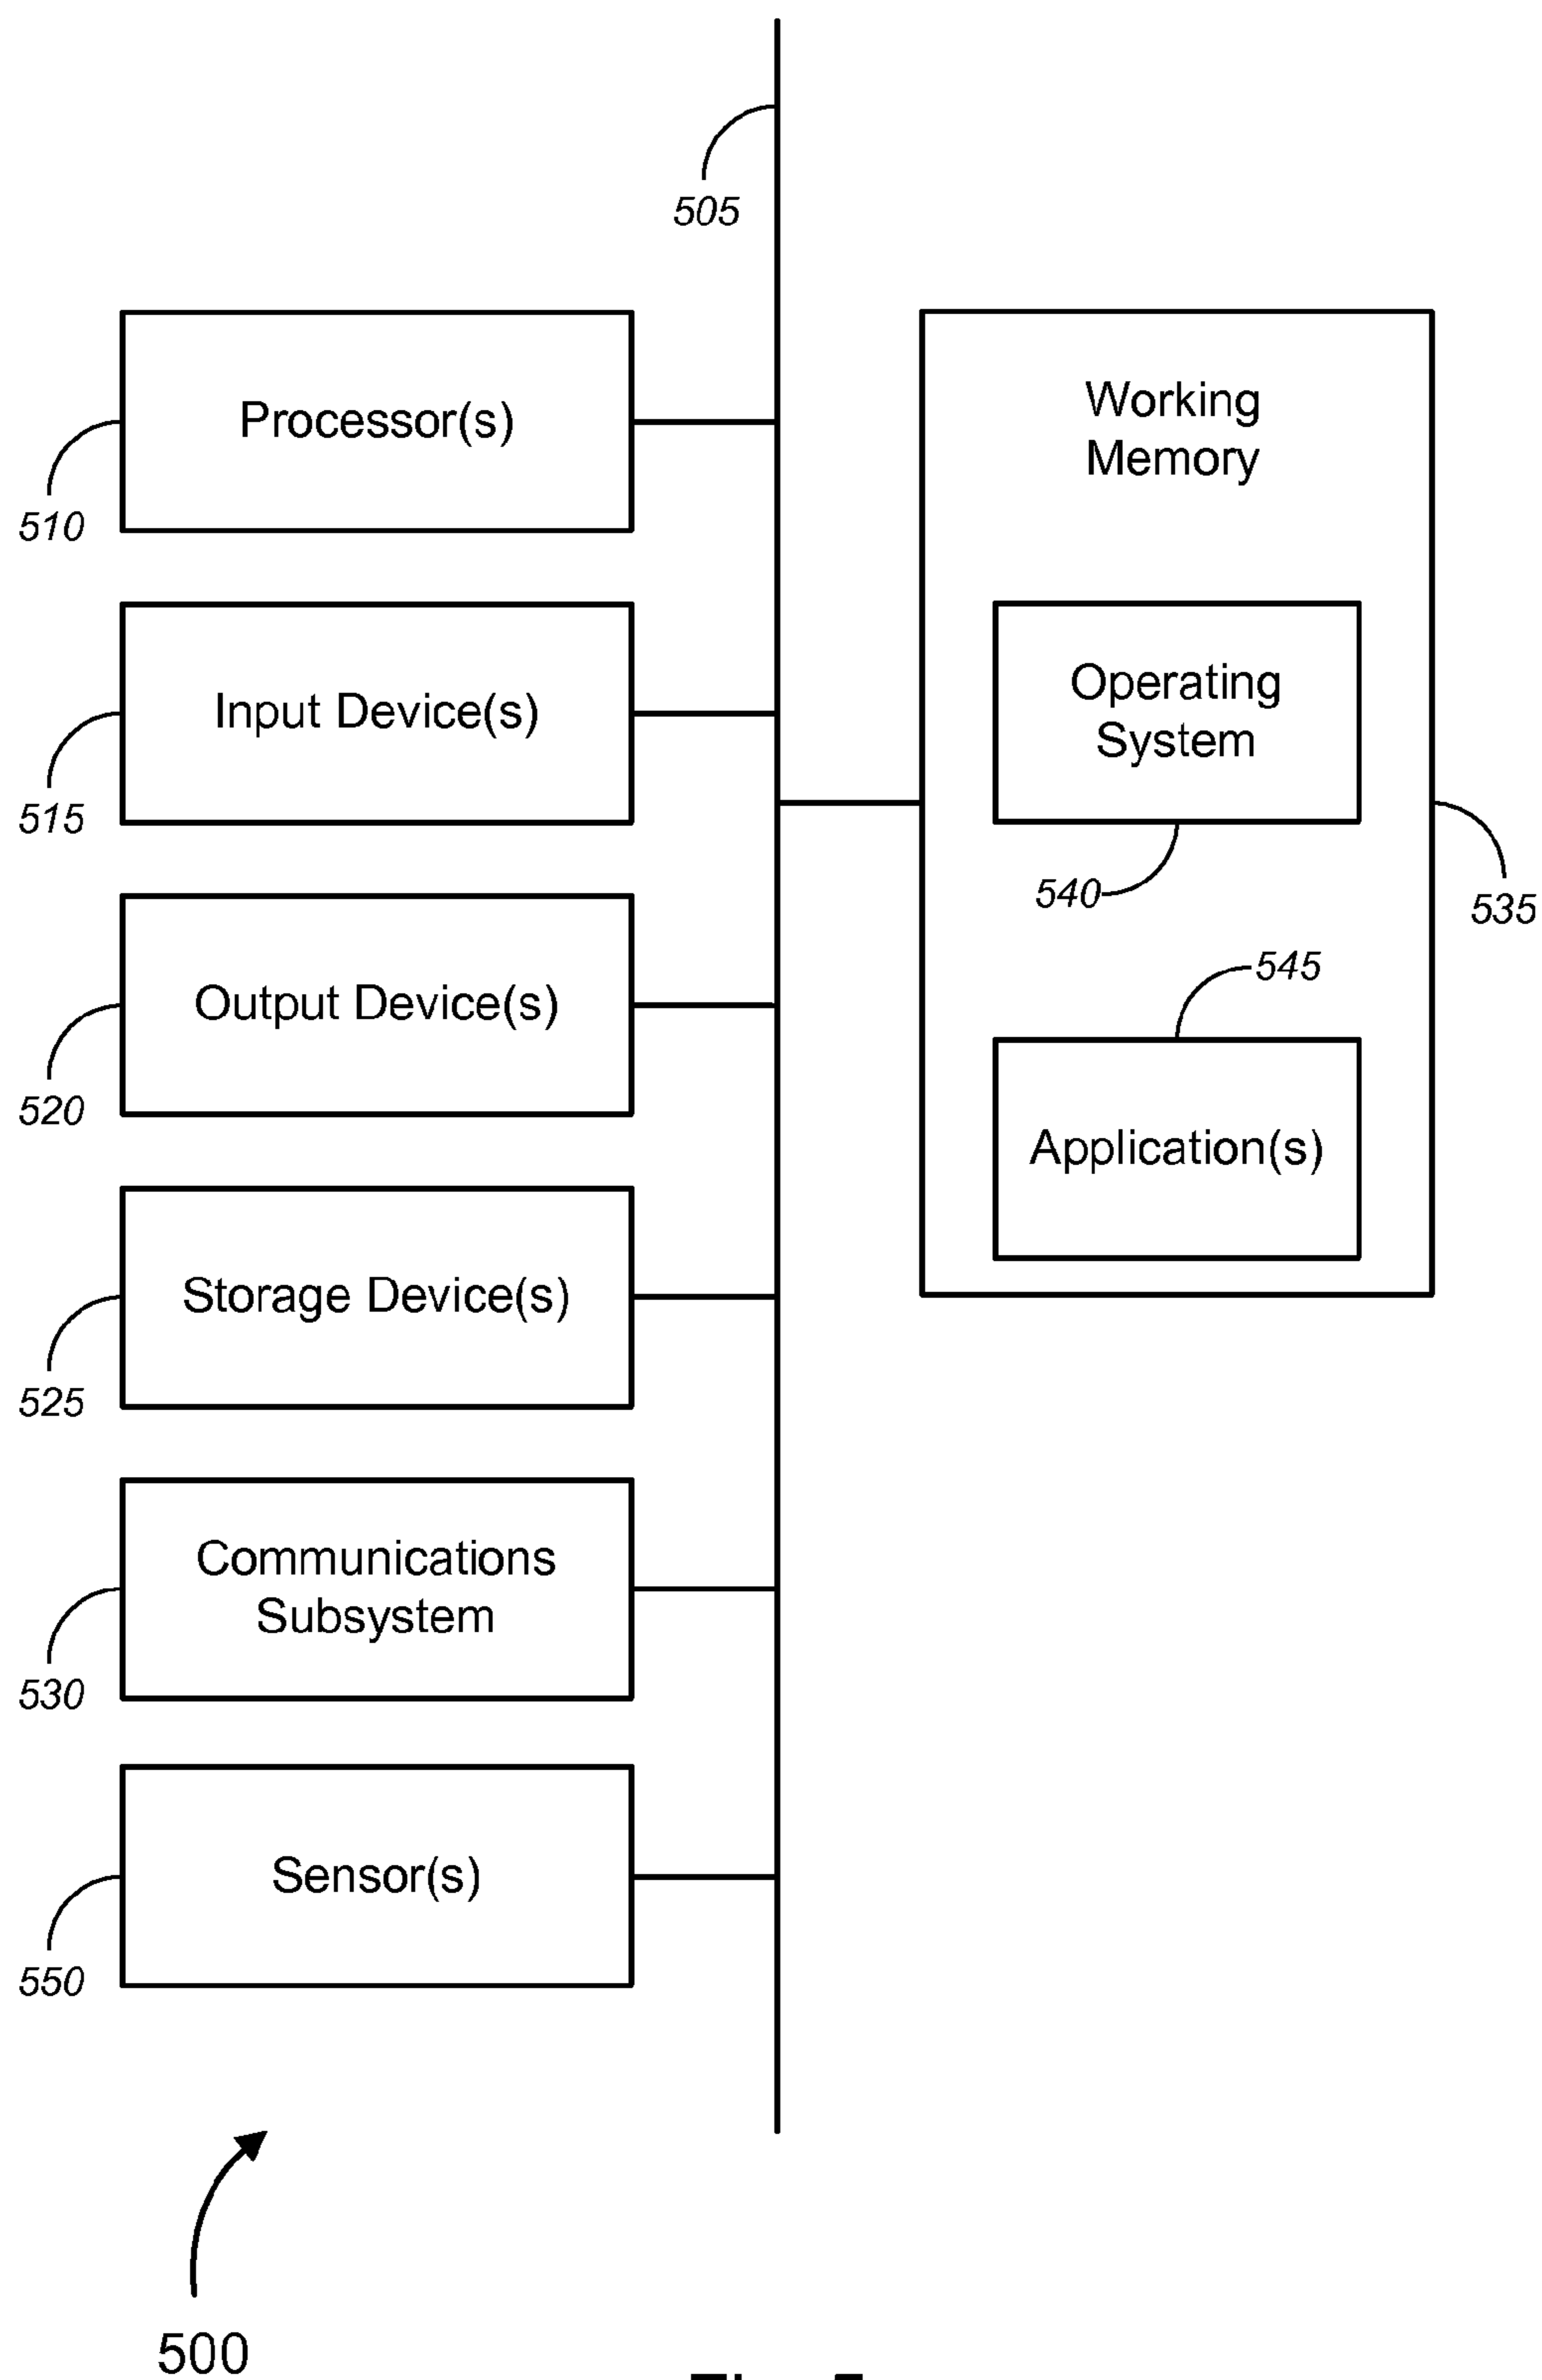 505
Processor(s)
510
Input Device(s)
515
Output Device(s)
520
Storage Device(s)
525
Communications
Subsystem
530
Sensor(s)
550
Working
Memory
Operating
System
540
535
545
Application(s)
500